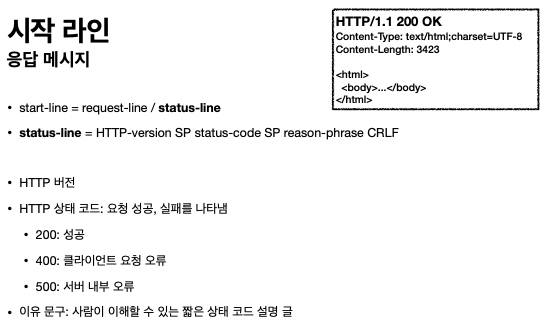 시작 라인
응답 메시지
HTTP/1.1 200 OK
Content-Type: text/html;charset=UTF-8
Content-Length: 3423
<html>
<body>...</body>
</html>
• start-line = request-line / status-line
• status-line = HTTP-version SP status-code SP reason-phrase CRLF
• HTTP 버전
• HTTP 상태 코드: 요청 성공, 실패를 나타냄
• 200: 성공
• 400: 클라이언트 요청 오류
• 500: 서버 내부 오류
• 이유 문구: 사람이 이해할 수 있는 짧은 상태 코드 설명 글